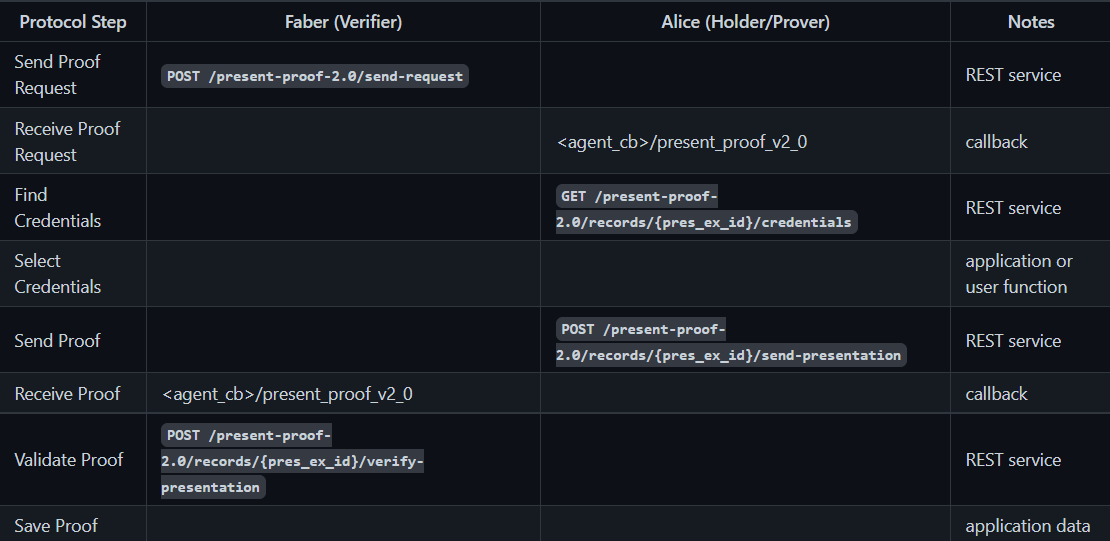 Protocol Step Faber (Verifier) Alice (Holder/Prover) Notes
Send Proof
Request
POST /present-proof-2.0/send-request
REST service
Receive Proof
Request
<agent_cb>/present_proof_v2_0
callback
Find
Credentials
GET /present-proof-
2.0/records/{pres_ex_id}/credentials
REST service
Select
Credentials
application or
user function
Send Proof
POST /present-proof-
2.0/records/{pres_ex_id}/send-presentation
REST service
Receive Proof
<agent_cb>/present_proof_v2_0
callback
Validate Proof
POST /present-proof-
2.0/records/{pres_ex_id}/verify-
presentation
REST service
Save Proof
application data